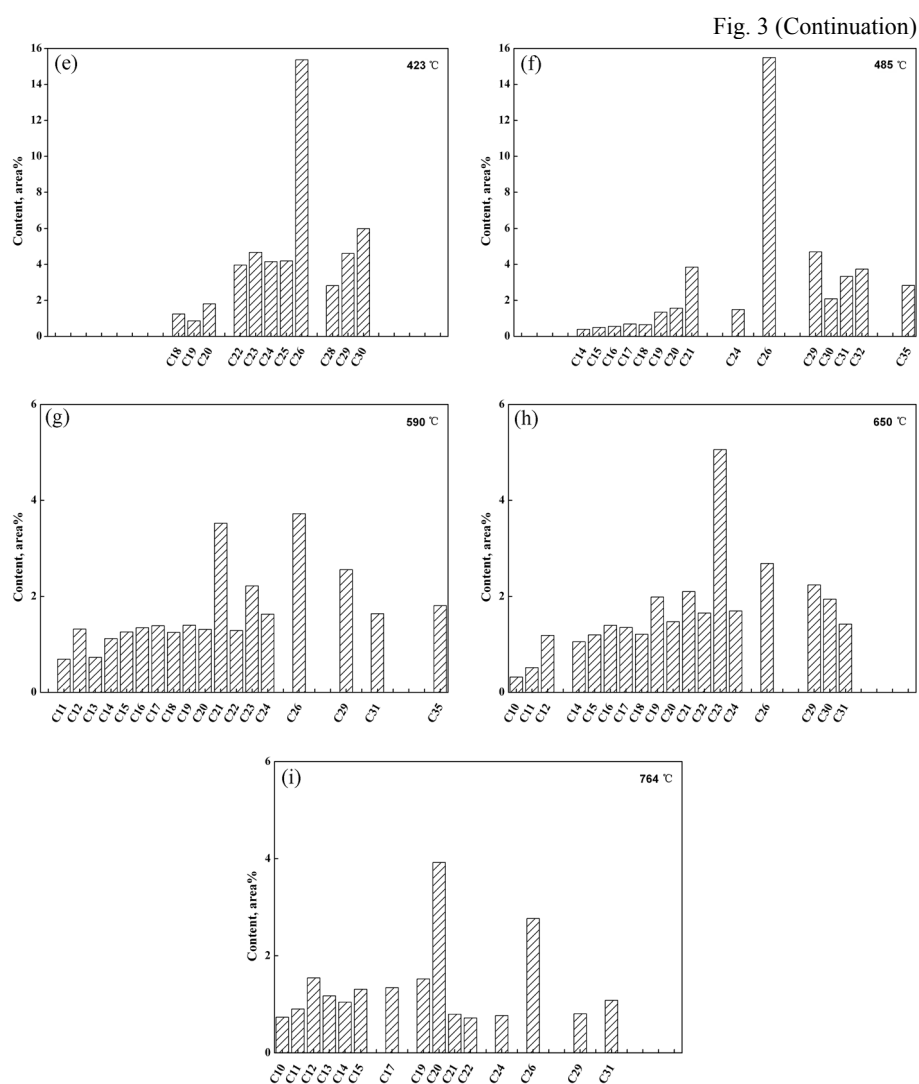 Fig. 3 (Continuation)
(e)
423 ℃
Content, area%
16
14
12
10
8
6
4
2
0
C18 C19 C20 C22 C23 C24 C25 C26 C28 C29 C30
(f)
485 ℃
Content, area%
16
14
12
10
8
6
4
2
0
C14 C15 C16 C17 C18 C19 C20 C21 C24 C26 C29 C30 C31 C32 C35
(g)
590 ℃
Content, area%
6
4
2
0
C11 C12 C13 C14 C15 C16 C17 C18 C19 C20 C21 C22 C23 C24 C26 C29 C31 C35
(h)
650 ℃
Content, area%
6
4
2
0
C10 C11 C12 C14 C15 C16 C17 C18 C19 C20 C21 C22 C23 C24 C26 C29 C30 C31
(i)
764 ℃
Content, area%
6
4
2
0
C10 C11 C12 C13 C14 C15 C17 C19 C20 C21 C22 C24 C26 C29 C31